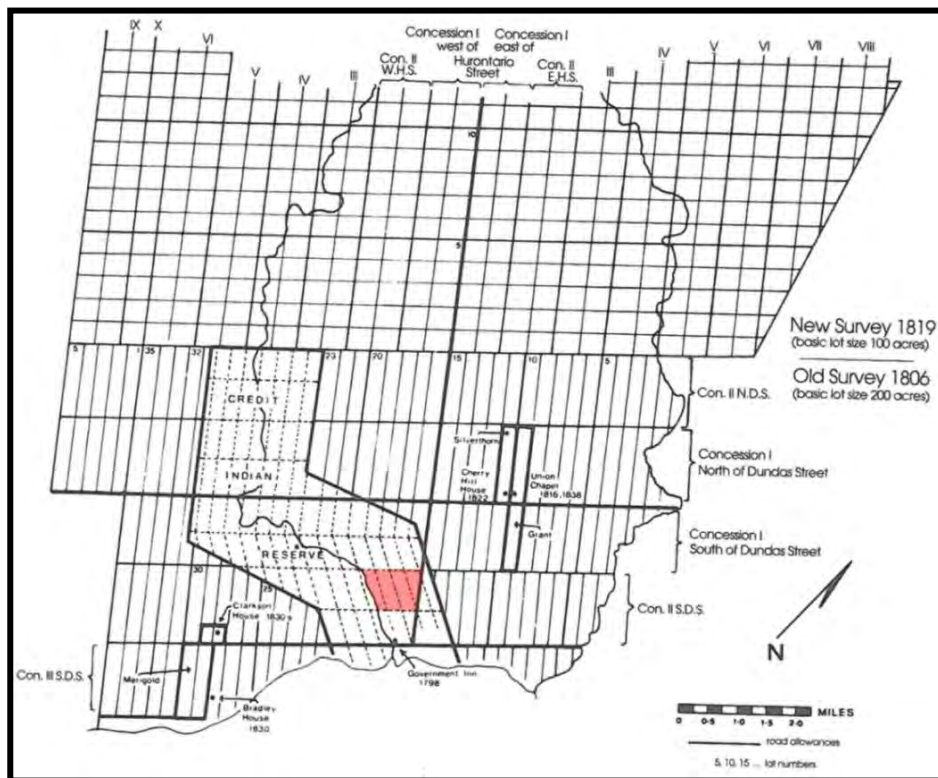 IX X
VI
V
IV
III
Con. II
W.H.S.
Concession I
west of
Hurontario
Street
Concession I
east of
Con. II
E.H.S.
III
IV
V
VI
VII
VIII
10
5
New Survey 1819
(basic lot size 100 acres)
Old Survey 1806
(basic lot size 200 acres)
5
1 35
32
23
20
15
10
5
CREDIT
INDIAN
RESERVE
Con. II N.D.S.
Silverthorn
Cherry
Hill
House
1822
Union
Chapel
1816, 1838
Concession I
North of Dundas Street
Grant
Concession I
South of Dundas Street
30
25
Clarkson
House 1830's
Con. II S.D.S.
Con. III S.D.S.
Merigold
Bradley
House
1830
Government Inn
1798
N
0 0·5 1·0 1·5 2·0 MILES
road allowances
5, 10, 15 ... lot numbers